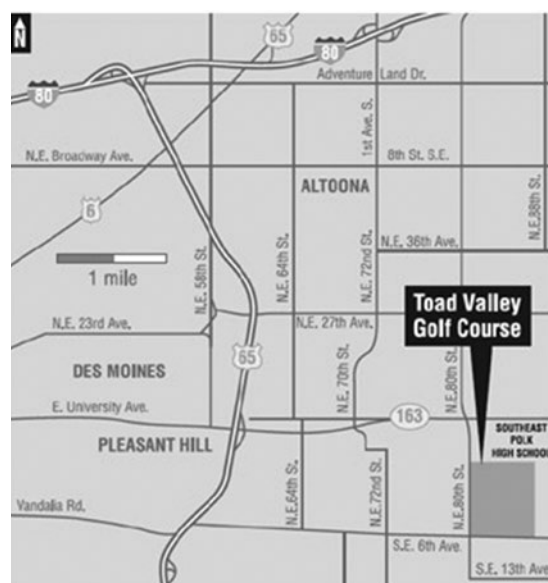 N
65
80
80
Adventure Land Dr.
1st Ave. S.
N.E. Broadway Ave.
8th St. S.E.
ALTOONA
6
N.E. 58th St.
N.E. 64th St.
N.E. 72nd St.
N.E. 88th St.
N.E. 36th Ave.
1 mile
Toad Valley
Golf Course
N.E. 23rd Ave.
N.E. 27th Ave.
65
DES MOINES
N.E. 70th St.
N.E. 80th St.
E. University Ave.
163
SOUTHEAST
POLK
HIGH SCHOOL
PLEASANT HILL
N.E. 64th St.
N.E. 72nd St.
N.E. 80th St.
Vandalia Rd.
S.E. 6th Ave.
S.E. 13th Ave.